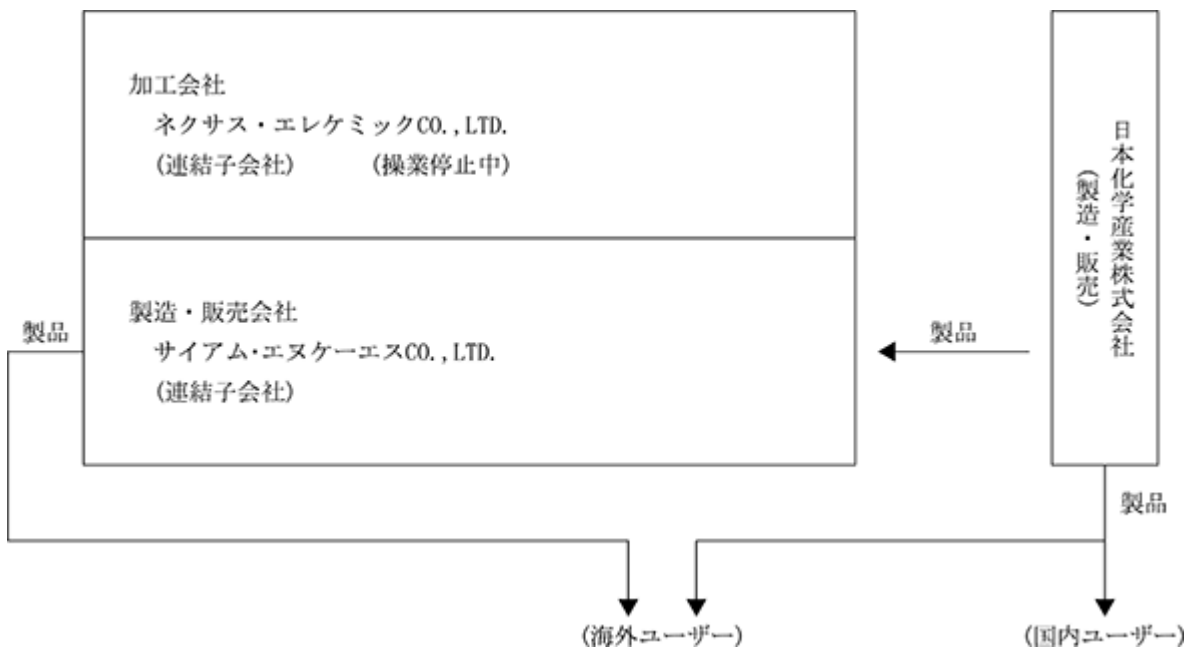 加工会社
ネクサス・エレケミックCO.,LTD.
(連結子会社) (操業停止中)
製造・販売会社
サイアム・エヌケーエスCO.,LTD.
(連結子会社)
製品
製品
日本化学産業株式会社
(製造・販売)
製品
(海外ユーザー)
(国内ユーザー)